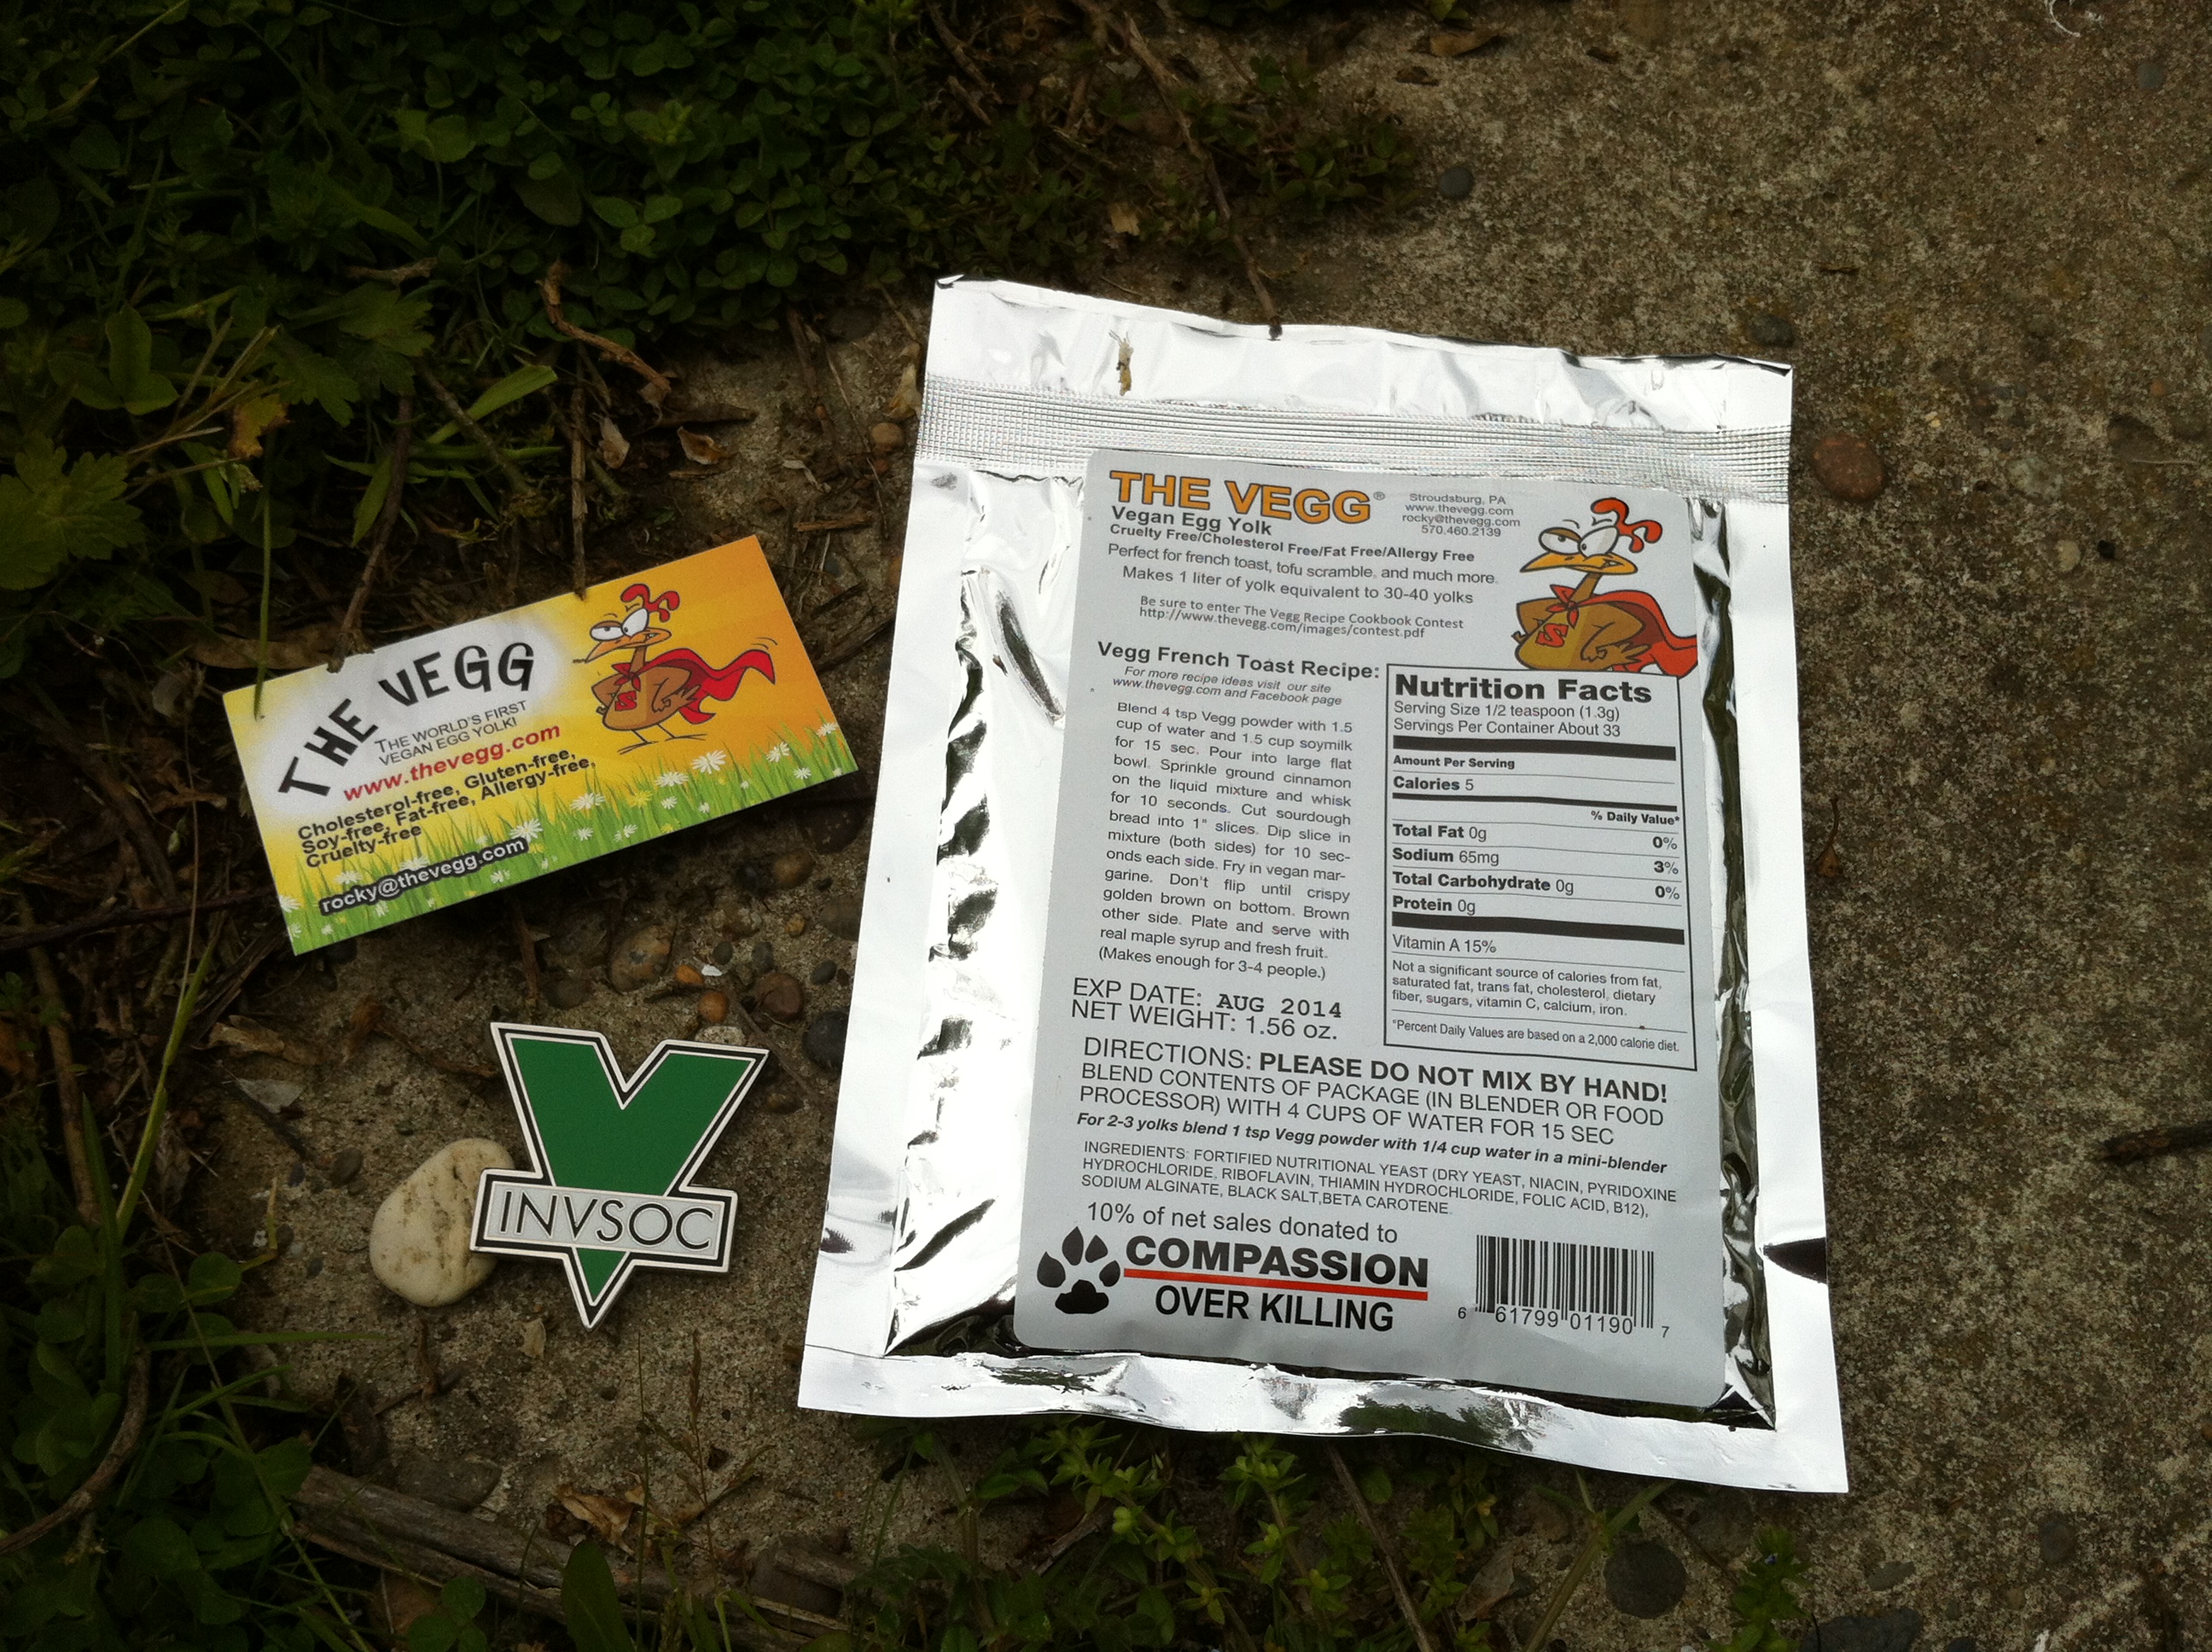 THE VEGG
THE WORLD'S FIRST
VEGAN EGG YOLK!
www.thevegg.com
Cholesterol-free, Gluten-free,
Soy-free, Fat-free, Allergy-free,
Cruelty-free
rocky@thevegg.com
S
INVSOC
THE VEGG®
Vegan Egg Yolk
Stroudsburg, PA
www.thevegg.com
rocky@thevegg.com
570.460.2139
Cruelty Free/Cholesterol Free/Fat Free/Allergy Free
Perfect for french toast, tofu scramble, and much more.
Makes 1 liter of yolk equivalent to 30-40 yolks
Be sure to enter The Vegg Recipe Cookbook Contest
http://www.thevegg.com/images/contest.pdf
S
Vegg French Toast Recipe:
For more recipe ideas visit our site
www.thevegg.com and Facebook page
Blend 4 tsp Vegg powder with 1.5
cup of water and 1.5 cup soymilk
for 15 sec. Pour into large flat
bowl. Sprinkle ground cinnamon
on the liquid mixture and whisk
for 10 seconds. Cut sourdough
bread into 1" slices. Dip slice in
mixture (both sides) for 10 sec-
onds each side. Fry in vegan mar-
garine. Don't flip until crispy
golden brown on bottom. Brown
other side. Plate and serve with
real maple syrup and fresh fruit.
(Makes enough for 3-4 people.)
Nutrition Facts
Serving Size 1/2 teaspoon (1.3g)
Servings Per Container About 33
Amount Per Serving
Calories 5
% Daily Value*
Total Fat 0g 0%
Sodium 65mg 3%
Total Carbohydrate 0g 0%
Protein 0g
Vitamin A 15%
Not a significant source of calories from fat,
saturated fat, trans fat, cholesterol, dietary
fiber, sugars, vitamin C, calcium, iron.
*Percent Daily Values are based on a 2,000 calorie diet.
EXP DATE: AUG 2014
NET WEIGHT: 1.56 oz.
DIRECTIONS: PLEASE DO NOT MIX BY HAND!
BLEND CONTENTS OF PACKAGE (IN BLENDER OR FOOD
PROCESSOR) WITH 4 CUPS OF WATER FOR 15 SEC
For 2-3 yolks blend 1 tsp Vegg powder with 1/4 cup water in a mini-blender
INGREDIENTS: FORTIFIED NUTRITIONAL YEAST (DRY YEAST, NIACIN, PYRIDOXINE
HYDROCHLORIDE, RIBOFLAVIN, THIAMIN HYDROCHLORIDE, FOLIC ACID, B12),
SODIUM ALGINATE, BLACK SALT,BETA CAROTENE.
10% of net sales donated to
COMPASSION
OVER KILLING
6 61799 01190 7